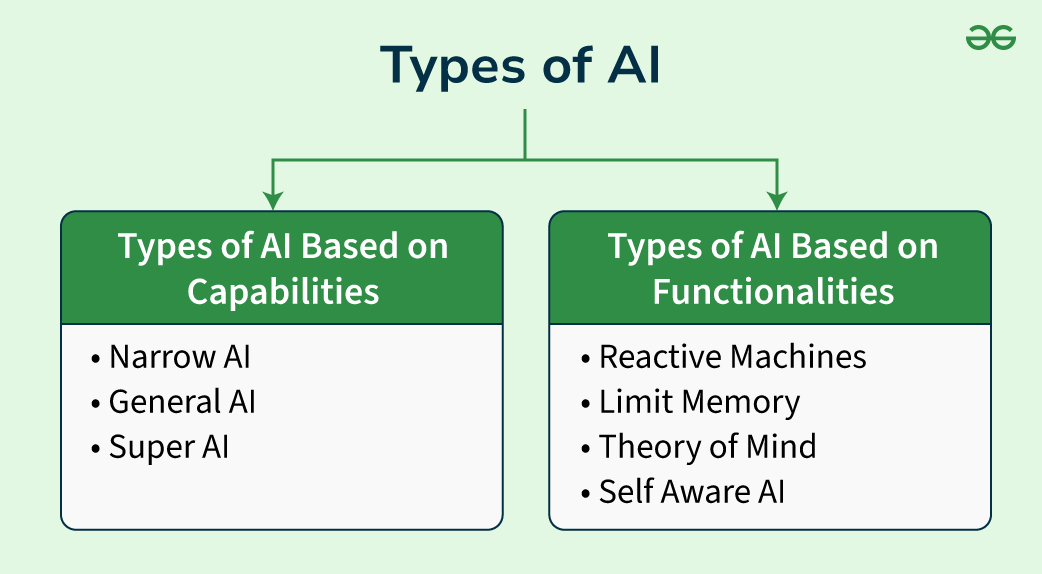 Types of AI
Types of AI Based on
Capabilities
• Narrow AI
• General AI
• Super AI
Types of AI Based on
Functionalities
• Reactive Machines
• Limit Memory
• Theory of Mind
• Self Aware AI